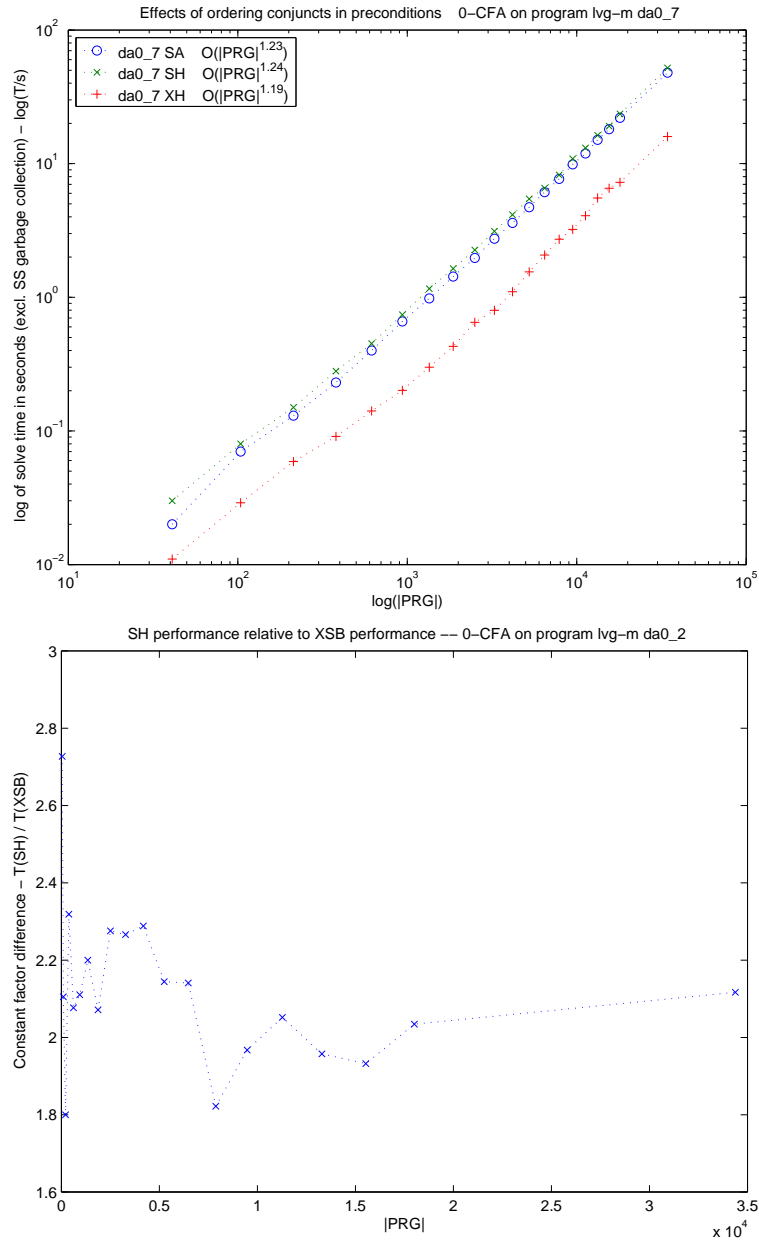 Effects of ordering conjuncts in preconditions 0−CFA on program lvg−m da0_7
da0_7 SA O(|PRG|^1.23)
da0_7 SH O(|PRG|^1.24)
da0_7 XH O(|PRG|^1.19)
log of solve time in seconds (excl. SS garbage collection) − log(T/s)
10^2
10^1
10^0
10^−1
10^−2
10^1 10^2 10^3 10^4 10^5
log(|PRG|)
SH performance relative to XSB performance −− 0−CFA on program lvg−m da0_2
Constant factor difference − T(SH) / T(XSB)
3
2.8
2.6
2.4
2.2
2
1.8
1.6
0 0.5 1 1.5 2 2.5 3 3.5
|PRG|
x 10^4